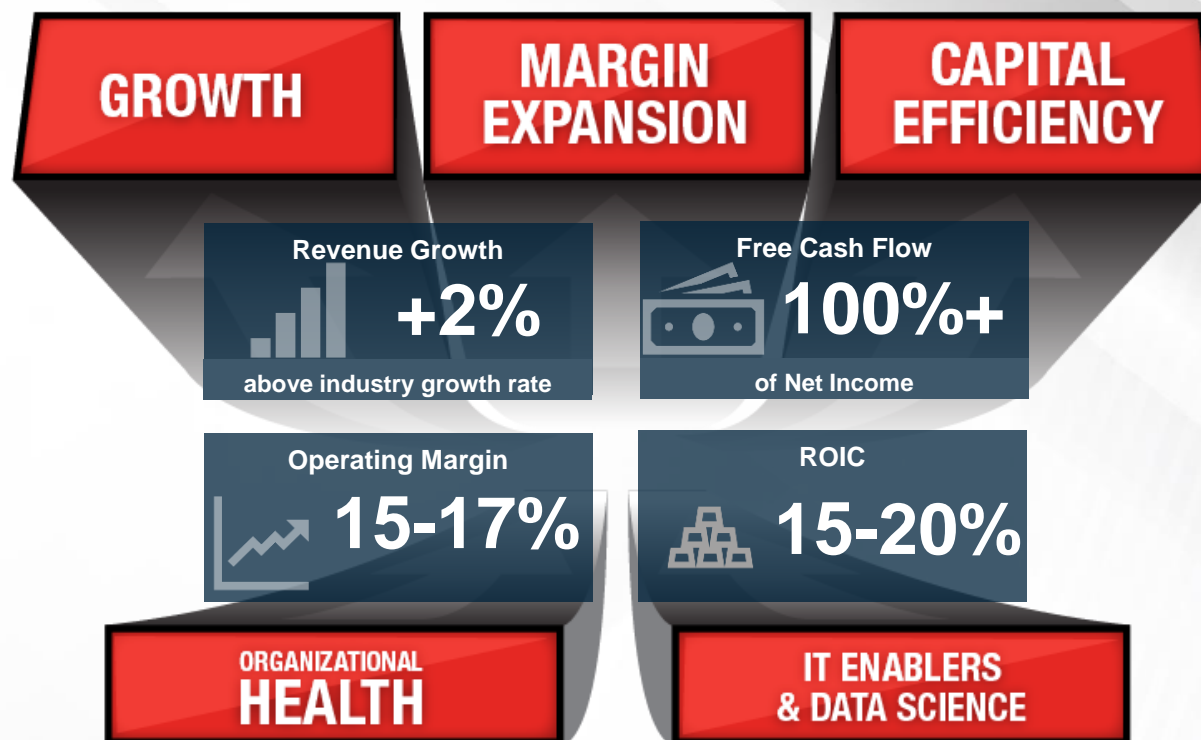 GROWTH
MARGIN
EXPANSION
CAPITAL
EFFICIENCY
Revenue Growth
+2%
above industry growth rate
Free Cash Flow
100%+
of Net Income
Operating Margin
15-17%
ROIC
15-20%
ORGANIZATIONAL
HEALTH
IT ENABLERS
& DATA SCIENCE